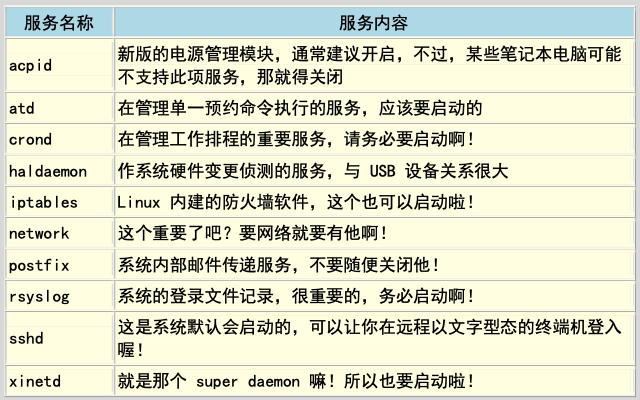 服务名称 服务内容
acpid 新版的电源管理模块，通常建议开启，不过，某些笔记本电脑可能
不支持此项服务，那就得关闭
atd 在管理单一预约命令执行的服务，应该要启动的
crond 在管理工作排程的重要服务，请务必要启动啊！
haldaemon 作系统硬件变更侦测的服务，与 USB 设备关系很大
iptables Linux 内建的防火墙软件，这个也可以启动啦！
network 这个重要了吧？要网络就要有他啊！
postfix 系统内部邮件传递服务，不要随便关闭他！
rsyslog 系统的登录文件记录，很重要的，务必启动啊！
sshd 这是系统默认会启动的，可以让你在远程以文字型态的终端机登入
喔！
xinetd 就是那个 super daemon 嘛！所以也要启动啦！